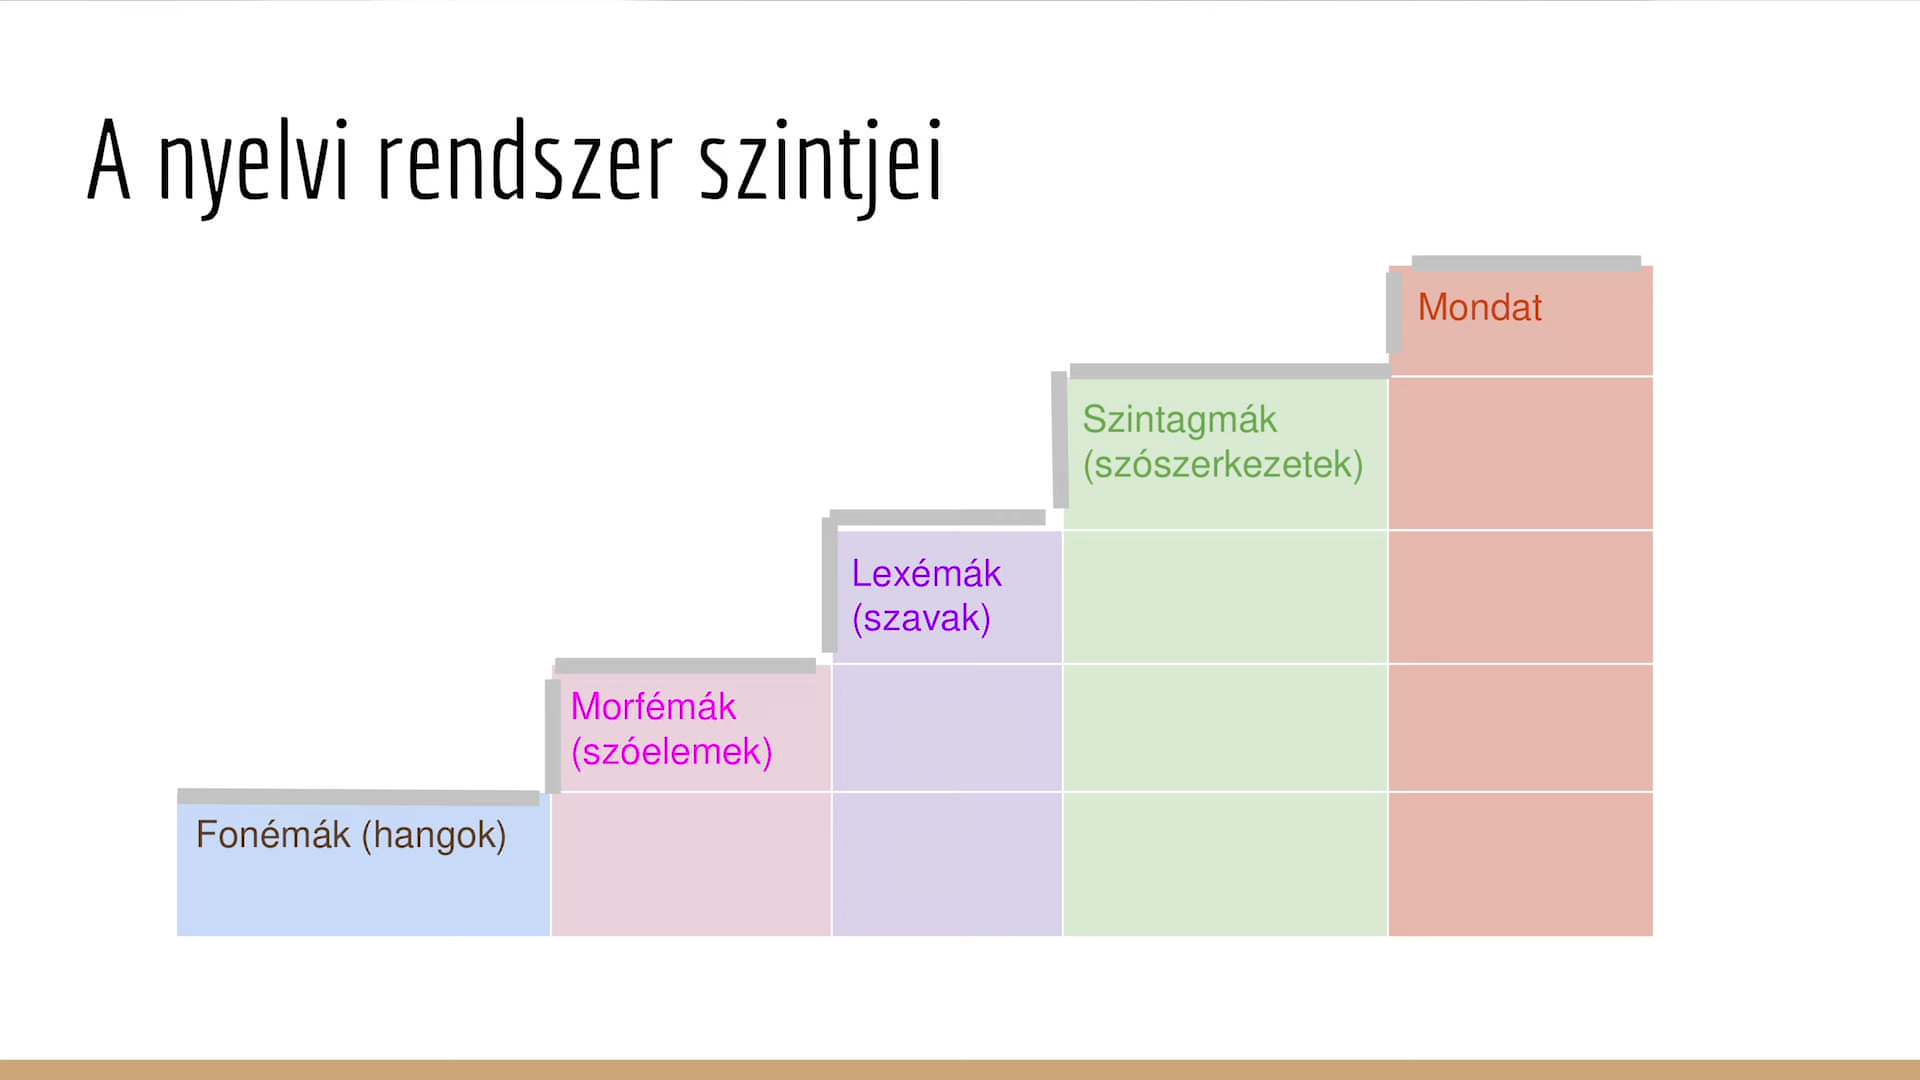 A nyelvi rendszer szintjei
Mondat
Szintagmák
(szószerkezetek)
Lexémák
(szavak)
Morfémák
(szóelemek)
Fonémák (hangok)